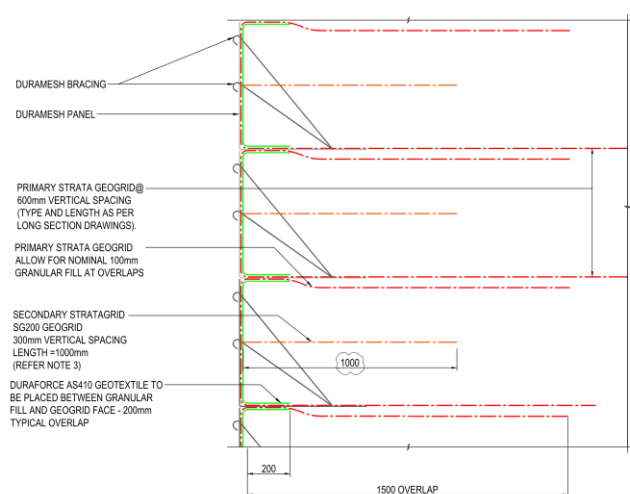 DURAMESH BRACING
DURAMESH PANEL
PRIMARY STRATA GEOGRID@
600mm VERTICAL SPACING
(TYPE AND LENGTH AS PER
LONG SECTION DRAWINGS).
PRIMARY STRATA GEOGRID
ALLOW FOR NOMINAL 100mm
GRANULAR FILL AT OVERLAPS
SECONDARY STRATAGRID
SG200 GEOGRID
300mm VERTICAL SPACING
LENGTH =1000mm
(REFER NOTE 3)
1000
DURAFORCE AS410 GEOTEXTILE TO
BE PLACED BETWEEN GRANULAR
FILL AND GEOGRID FACE - 200mm
TYPICAL OVERLAP
200
1500 OVERLAP